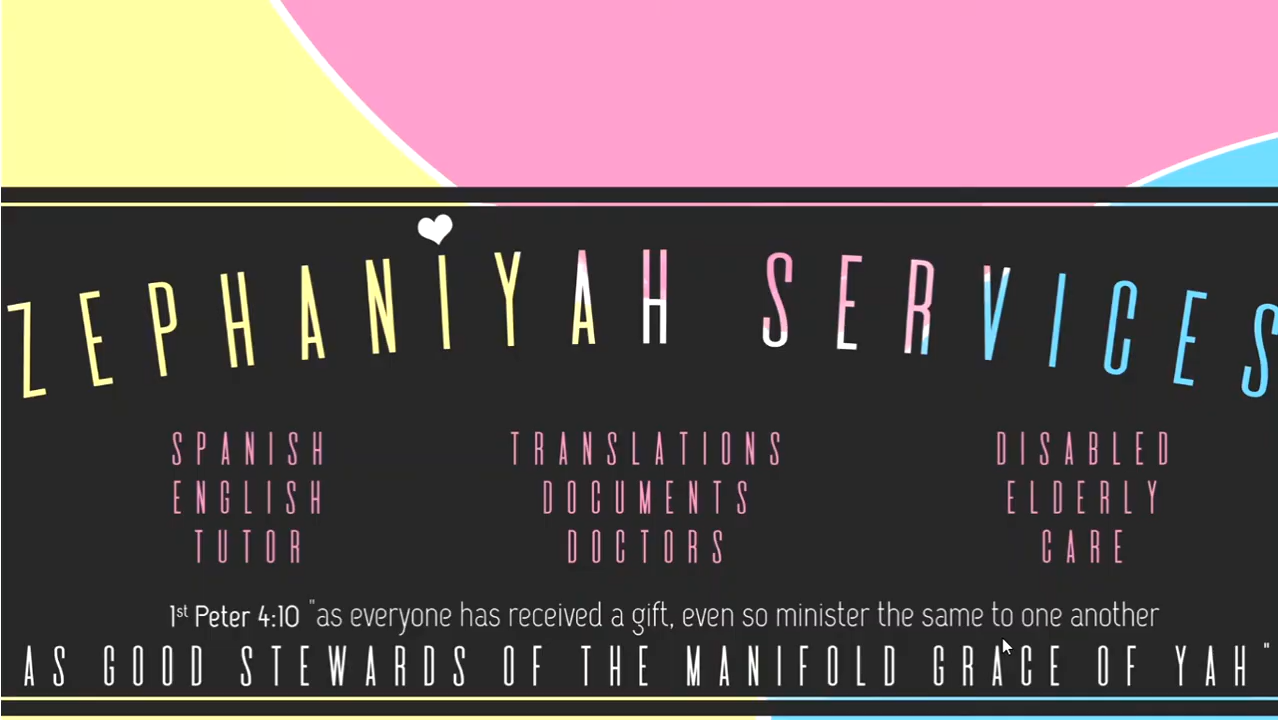 ZEPHANIYAH SERVICES
SPANISH
ENGLISH
TUTOR
TRANSLATIONS
DOCUMENTS
DOCTORS
DISABLED
ELDERLY
CARE
1st Peter 4:10 "as everyone has received a gift, even so minister the same to one another
AS GOOD STEWARDS OF THE MANIFOLD GRACE OF YAH"